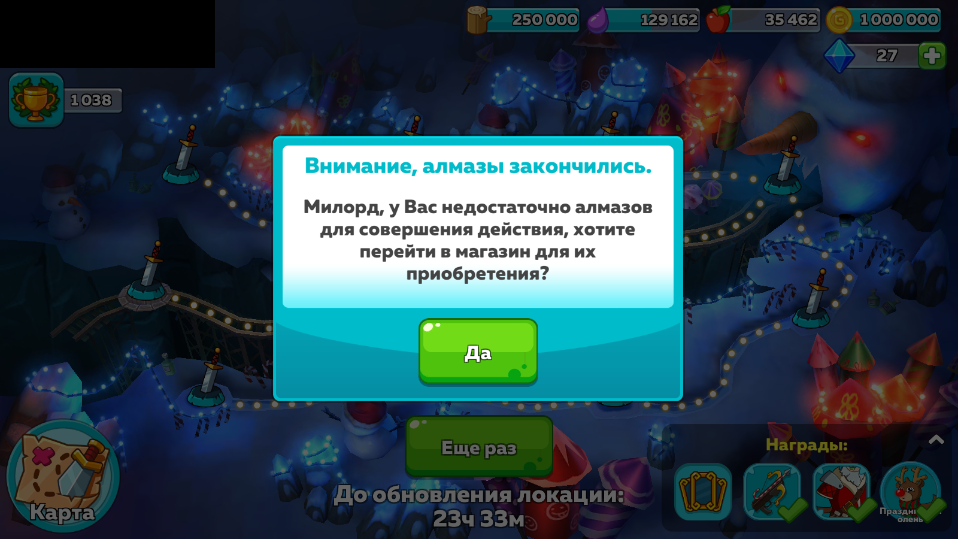 250 000
129 162
35 462
1 000 000
27
1 038
Внимание, алмазы закончились.
Милорд, у Вас недостаточно алмазов
для совершения действия, хотите
перейти в магазин для их
приобретения?
Да
Еще раз
До обновления локации:
23ч 33м
Карта
Награды:
олень